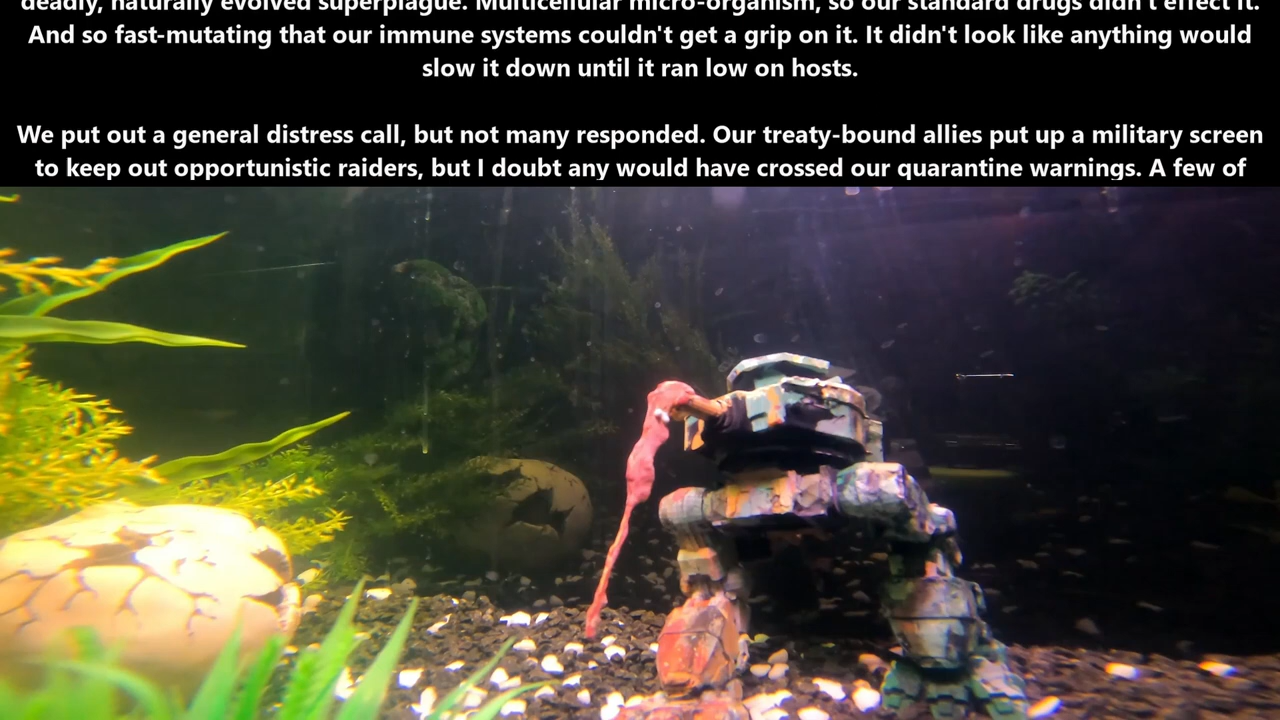 deadly, naturally evolved superplague. Multicellular micro-organism, so our standard drugs didn't effect it.
And so fast-mutating that our immune systems couldn't get a grip on it. It didn't look like anything would
slow it down until it ran low on hosts.
We put out a general distress call, but not many responded. Our treaty-bound allies put up a military screen
to keep out opportunistic raiders, but I doubt any would have crossed our quarantine warnings. A few of